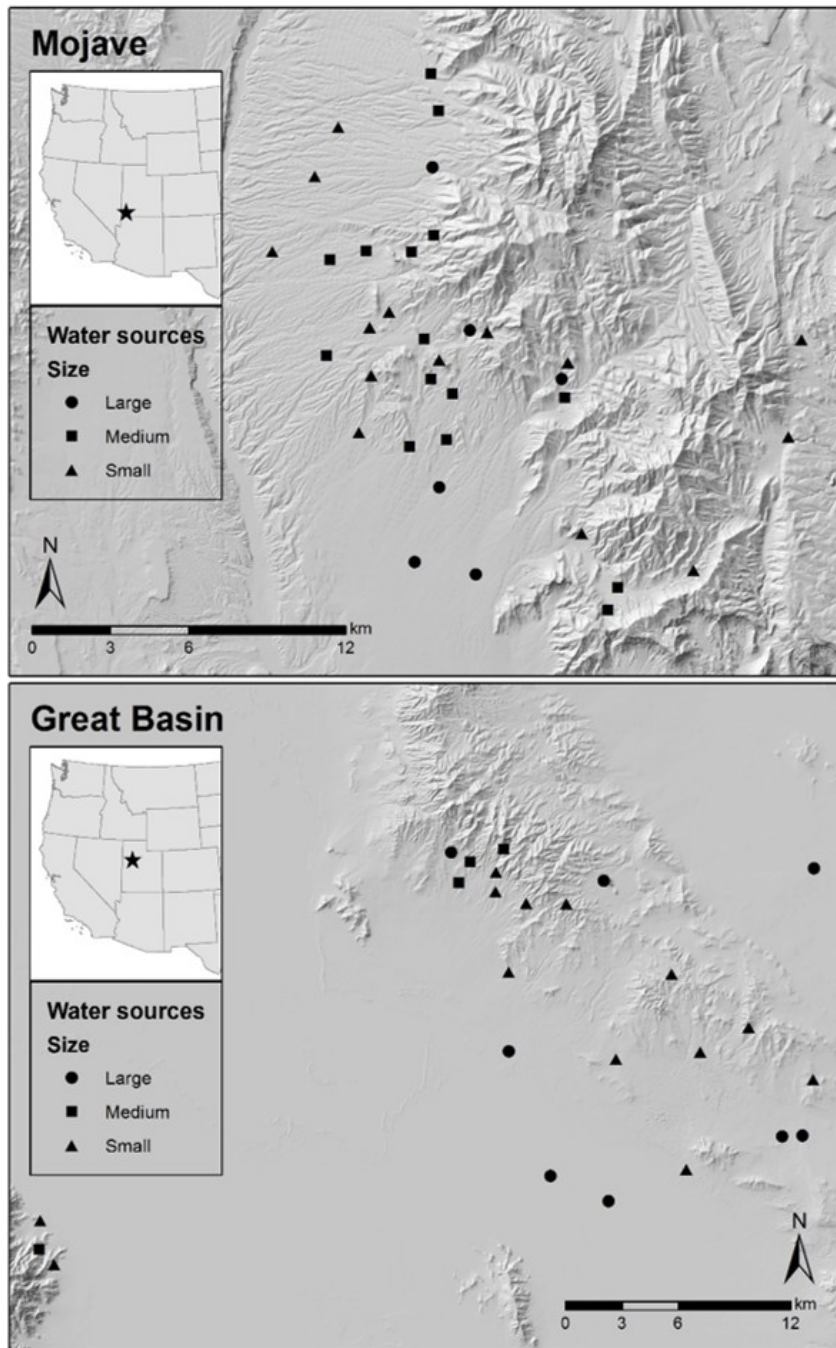 Mojave
Water sources
Size
Large
Medium
Small
N
km
0 3 6 12
Great Basin
Water sources
Size
Large
Medium
Small
N
km
0 3 6 12